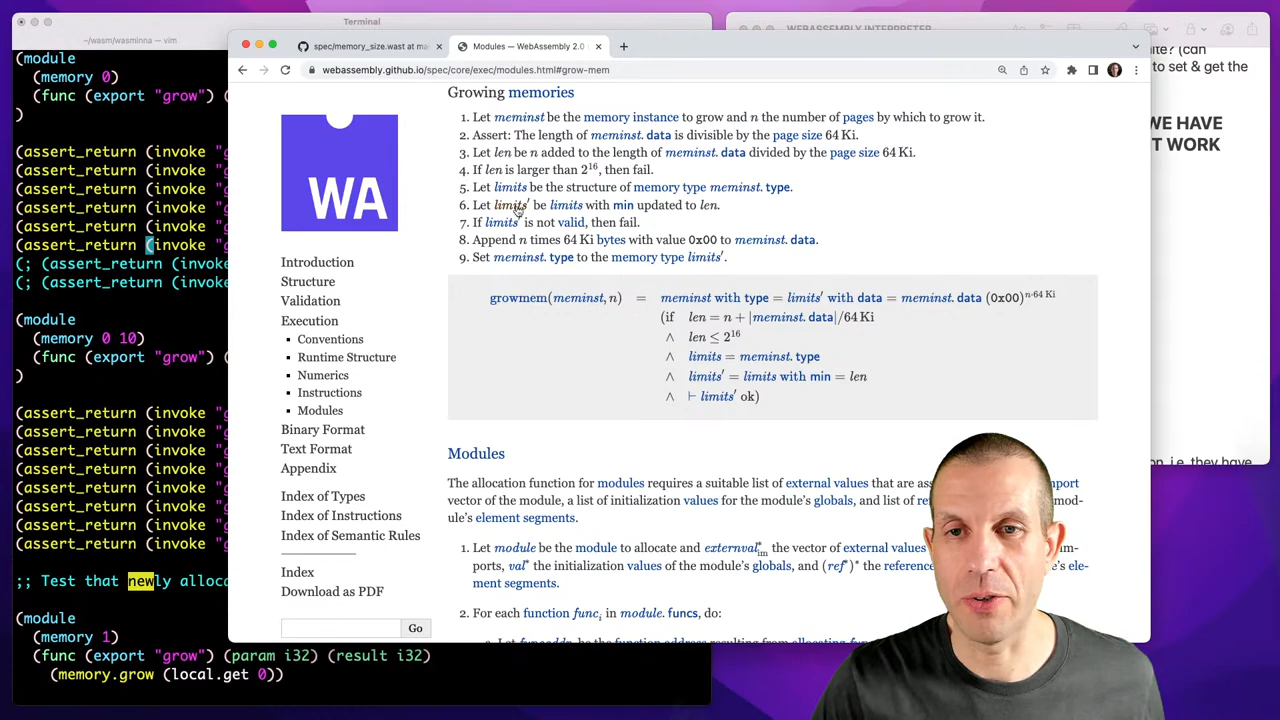 Terminal
~/wasm/wasminna — vim
WEBASSEMBLY INTERPRETER
(module
(memory 0)
(func (export "grow") (
)
(assert_return (invoke "g
(assert_return (invoke "g
(assert_return (invoke "g
(assert_return (invoke "g
(assert_return (invoke "g
(assert_return (invoke "g
(; (assert_return (invoke
(; (assert_return (invoke
(module
(memory 0 10)
(func (export "grow") (
)
(assert_return (invoke "g
(assert_return (invoke "g
(assert_return (invoke "g
(assert_return (invoke "g
(assert_return (invoke "g
(assert_return (invoke "g
(assert_return (invoke "g
(assert_return (invoke "g
;; Test that newly alloca
(module
(memory 1)
(func (export "grow") (param i32) (result i32)
(memory.grow (local.get 0))
spec/memory_size.wast at ma
Modules — WebAssembly 2.0
webassembly.github.io/spec/core/exec/modules.html#grow-mem
WA
Introduction
Structure
Validation
Execution
Conventions
Runtime Structure
Numerics
Instructions
Modules
Binary Format
Text Format
Appendix
Index of Types
Index of Instructions
Index of Semantic Rules
Index
Download as PDF
Go
Growing memories
1. Let meminst be the memory instance to grow and n the number of pages by which to grow it.
2. Assert: The length of meminst.data is divisible by the page size 64 Ki.
3. Let len be n added to the length of meminst.data divided by the page size 64 Ki.
4. If len is larger than 2¹⁶, then fail.
5. Let limits be the structure of memory type meminst.type.
6. Let limits′ be limits with min updated to len.
7. If limits′ is not valid, then fail.
8. Append n times 64 Ki bytes with value 0x00 to meminst.data.
9. Set meminst.type to the memory type limits′.
growmem(meminst, n) = meminst with type = limits′ with data = meminst.data (0x00)ⁿ·⁶⁴ ᴷⁱ
(if len = n + |meminst.data|/64 Ki
∧ len ≤ 2¹⁶
∧ limits = meminst.type
∧ limits′ = limits with min = len
∧ ⊢ limits′ ok)
Modules
The allocation function for modules requires a suitable list of external values that are as
import
vector of the module, a list of initialization values for the module's globals, and list of
mod-
ule's element segments.
1. Let module be the module to allocate and externval*im the vector of external values
im-
ports, val* the initialization values of the module's globals, and (ref*)* the reference
ele-
ment segments.
2. For each function funcᵢ in module.funcs, do:
(can
to set & get the
WE HAVE
T WORK
i.e. they have